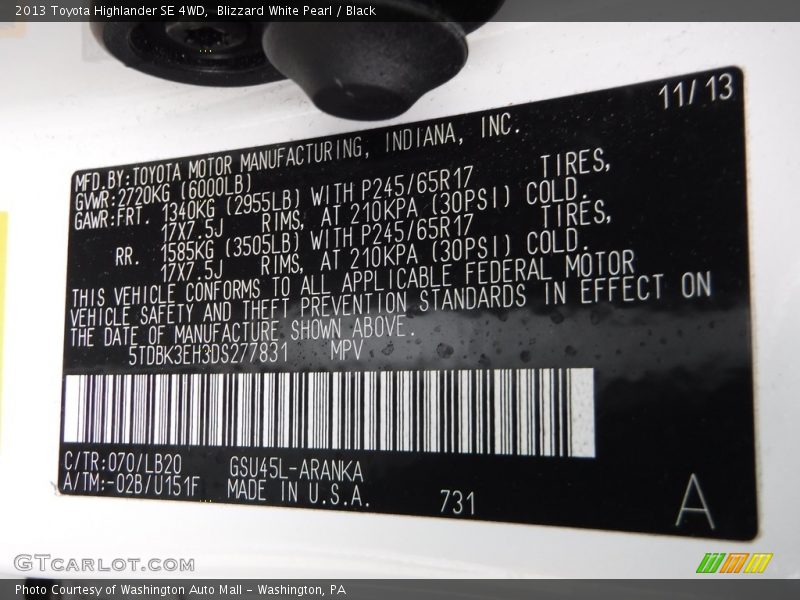 2013 Toyota Highlander SE 4WD,  Blizzard White Pearl / Black
11/13
MFD.BY:TOYOTA MOTOR MANUFACTURING, INDIANA, INC.
GVWR:2720KG (6000LB)
GAWR:FRT. 1340KG (2955LB) WITH P245/65R17 TIRES,
17X7.5J RIMS, AT 210KPA (30PSI) COLD.
RR. 1585KG (3505LB) WITH P245/65R17 TIRES,
17X7.5J RIMS, AT 210KPA (30PSI) COLD.
THIS VEHICLE CONFORMS TO ALL APPLICABLE FEDERAL MOTOR
VEHICLE SAFETY AND THEFT PREVENTION STANDARDS IN EFFECT ON
THE DATE OF MANUFACTURE SHOWN ABOVE.
5TDBK3EH3DS277831 MPV
C/TR:070/LB20 GSU45L-ARANKA
A/TM:-02B/U151F MADE IN U.S.A. 731 A
GTcarlot.com
Photo Courtesy of Washington Auto Mall - Washington, PA